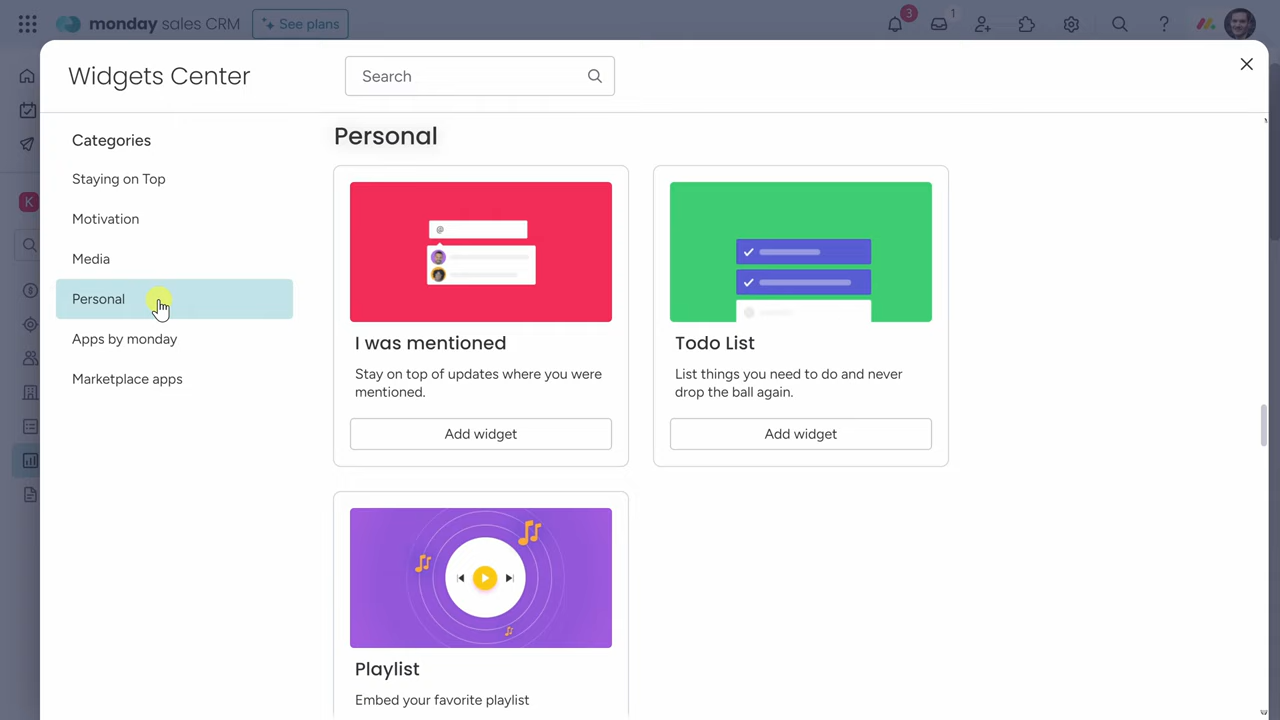 monday sales CRM
See plans
3
1
Widgets Center
Search
Categories
Staying on Top
Motivation
Media
Personal
Apps by monday
Marketplace apps
K
Personal
@
I was mentioned
Stay on top of updates where you were
mentioned.
Add widget
Todo List
List things you need to do and never
drop the ball again.
Add widget
Playlist
Embed your favorite playlist